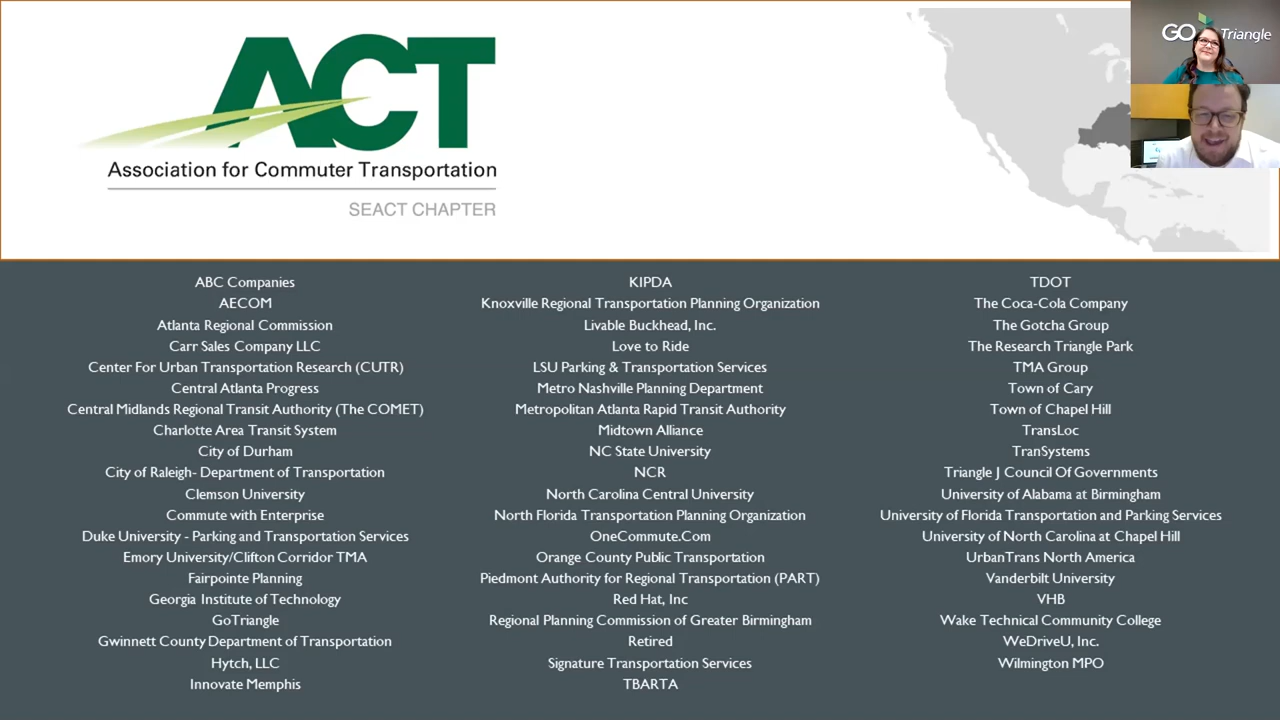 ACT
Association for Commuter Transportation
SEACT CHAPTER
GO Triangle
ABC Companies
AECOM
Atlanta Regional Commission
Carr Sales Company LLC
Center For Urban Transportation Research (CUTR)
Central Atlanta Progress
Central Midlands Regional Transit Authority (The COMET)
Charlotte Area Transit System
City of Durham
City of Raleigh- Department of Transportation
Clemson University
Commute with Enterprise
Duke University - Parking and Transportation Services
Emory University/Clifton Corridor TMA
Fairpointe Planning
Georgia Institute of Technology
GoTriangle
Gwinnett County Department of Transportation
Hytch, LLC
Innovate Memphis
KIPDA
Knoxville Regional Transportation Planning Organization
Livable Buckhead, Inc.
Love to Ride
LSU Parking & Transportation Services
Metro Nashville Planning Department
Metropolitan Atlanta Rapid Transit Authority
Midtown Alliance
NC State University
NCR
North Carolina Central University
North Florida Transportation Planning Organization
OneCommute.Com
Orange County Public Transportation
Piedmont Authority for Regional Transportation (PART)
Red Hat, Inc
Regional Planning Commission of Greater Birmingham
Retired
Signature Transportation Services
TBARTA
TDOT
The Coca-Cola Company
The Gotcha Group
The Research Triangle Park
TMA Group
Town of Cary
Town of Chapel Hill
TransLoc
TranSystems
Triangle J Council Of Governments
University of Alabama at Birmingham
University of Florida Transportation and Parking Services
University of North Carolina at Chapel Hill
UrbanTrans North America
Vanderbilt University
VHB
Wake Technical Community College
WeDriveU, Inc.
Wilmington MPO